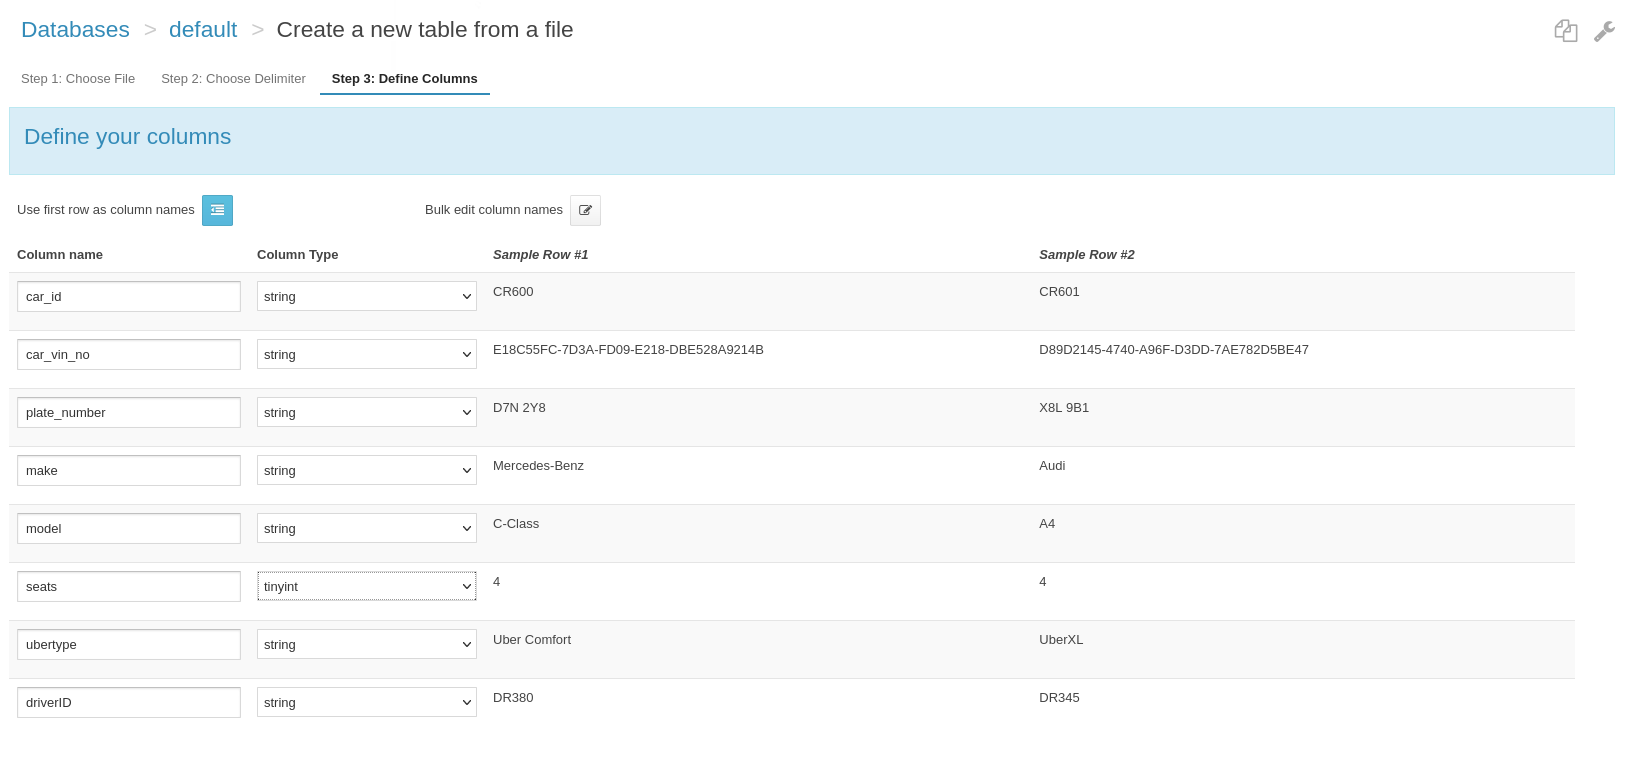 Databases > default > Create a new table from a file
Step 1: Choose File Step 2: Choose Delimiter Step 3: Define Columns
Define your columns
Use first row as column names Bulk edit column names
Column name Column Type Sample Row #1 Sample Row #2
car_id string CR600 CR601
car_vin_no string E18C55FC-7D3A-FD09-E218-DBE528A9214B D89D2145-4740-A96F-D3DD-7AE782D5BE47
plate_number string D7N 2Y8 X8L 9B1
make string Mercedes-Benz Audi
model string C-Class A4
seats tinyint 4 4
ubertype string Uber Comfort UberXL
driverID string DR380 DR345